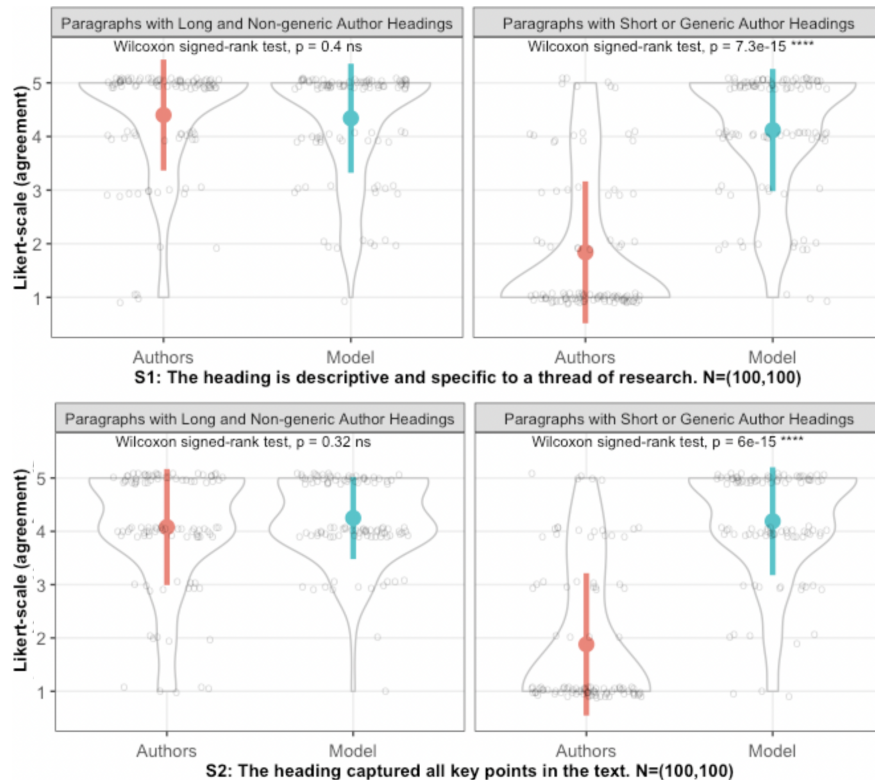 Paragraphs with Long and Non-generic Author Headings
Paragraphs with Short or Generic Author Headings
Wilcoxon signed-rank test, p = 0.4 ns
Wilcoxon signed-rank test, p = 7.3e-15 ****
Likert-scale (agreement)
5
4
3
2
1
Authors
Model
Authors
Model
S1: The heading is descriptive and specific to a thread of research. N=(100,100)
Paragraphs with Long and Non-generic Author Headings
Paragraphs with Short or Generic Author Headings
Wilcoxon signed-rank test, p = 0.32 ns
Wilcoxon signed-rank test, p = 6e-15 ****
Likert-scale (agreement)
5
4
3
2
1
Authors
Model
Authors
Model
S2: The heading captured all key points in the text. N=(100,100)